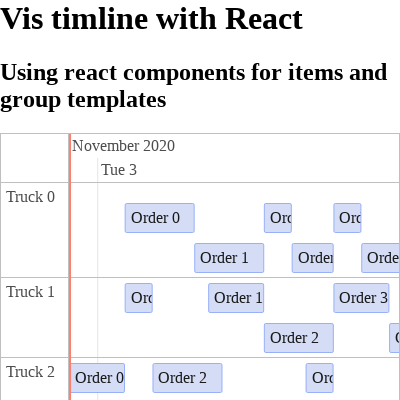 Vis timline with React
Using react components for items and
group templates
November 2020
Tue 3
Truck 0
Order 0
Orc
Orc
Order 1
Order
Orde
Truck 1
Orc
Order 1
Order 3
Order 2
Truck 2
Order 0
Order 2
Orc